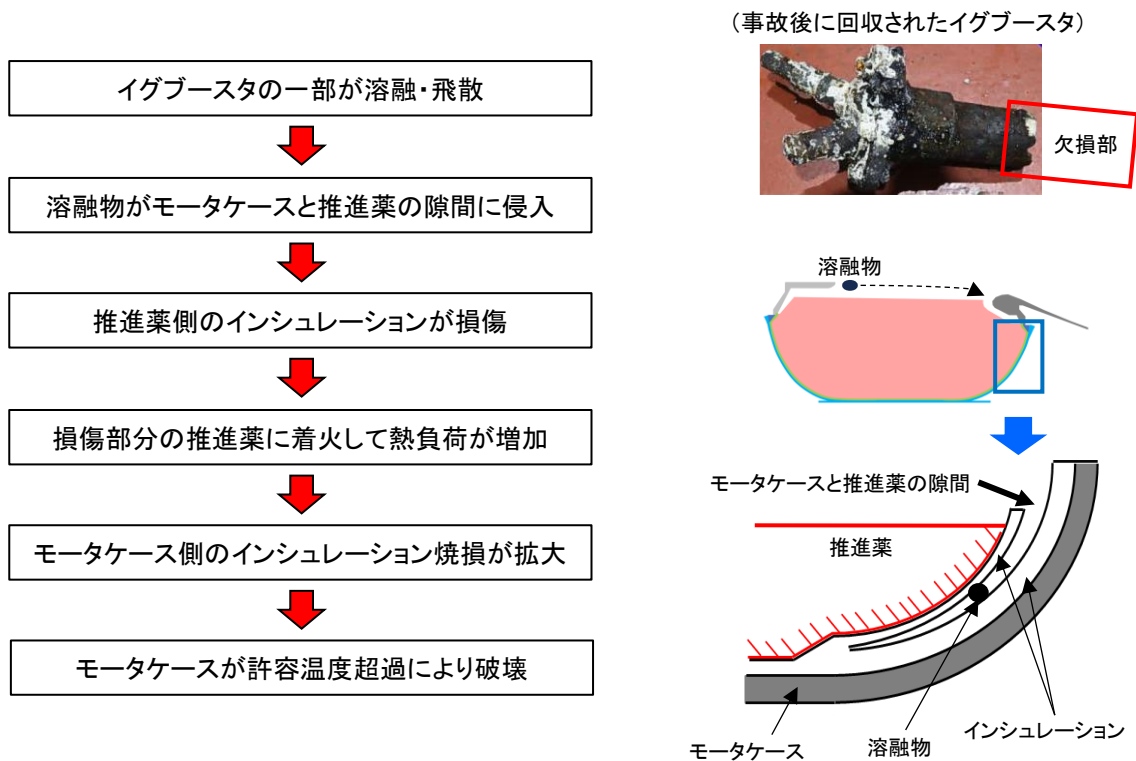 イグブースタの一部が溶融・飛散
溶融物がモータケースと推進薬の隙間に侵入
推進薬側のインシュレーションが損傷
損傷部分の推進薬に着火して熱負荷が増加
モータケース側のインシュレーション焼損が拡大
モータケースが許容温度超過により破壊
（事故後に回収されたイグブースタ）
欠損部
溶融物
モータケースと推進薬の隙間
推進薬
モータケース
溶融物
インシュレーション